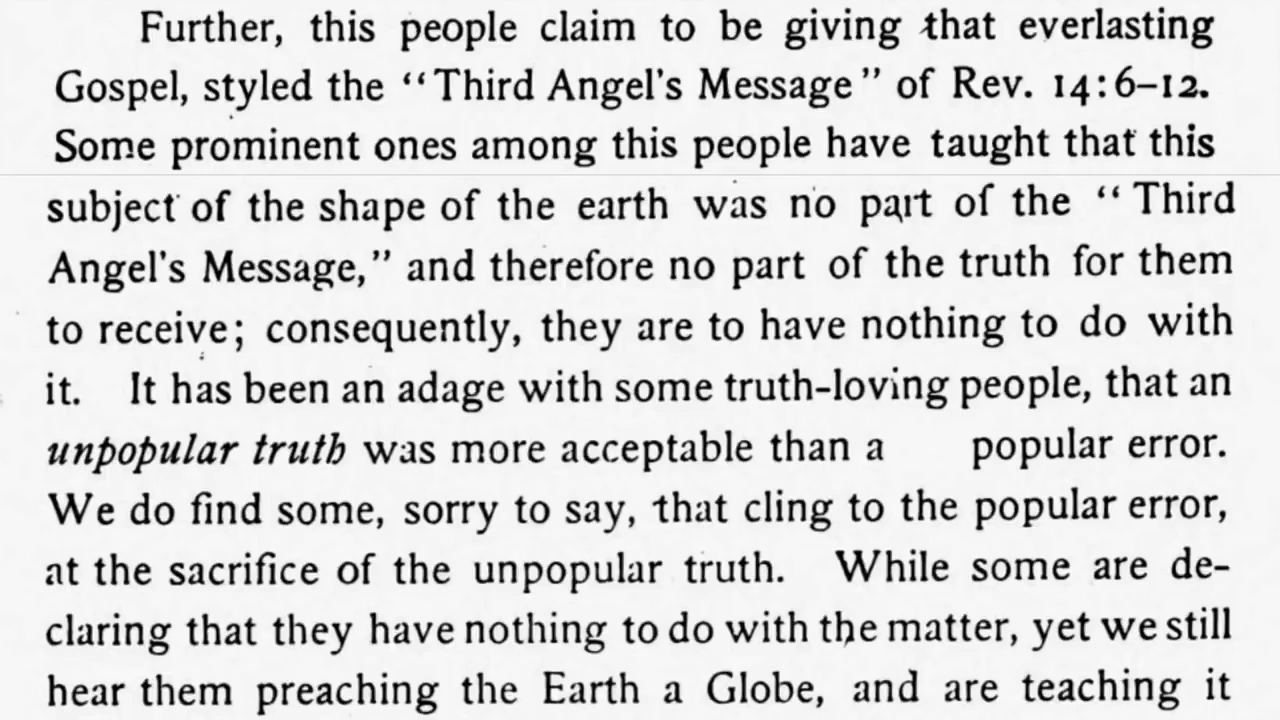 Further, this people claim to be giving that everlasting
Gospel, styled the “Third Angel's Message” of Rev. 14:6–12.
Some prominent ones among this people have taught that this
subject of the shape of the earth was no part of the “Third
Angel's Message,” and therefore no part of the truth for them
to receive; consequently, they are to have nothing to do with
it. It has been an adage with some truth-loving people, that an
unpopular truth was more acceptable than a popular error.
We do find some, sorry to say, that cling to the popular error,
at the sacrifice of the unpopular truth. While some are de-
claring that they have nothing to do with the matter, yet we still
hear them preaching the Earth a Globe, and are teaching it